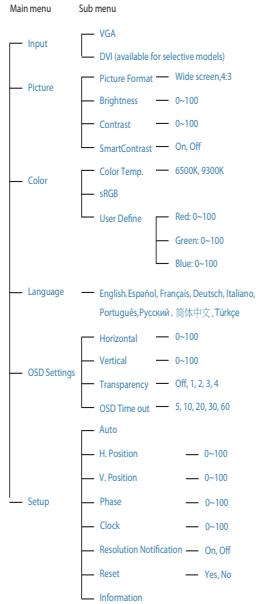 Main menu Sub menu
Input
VGA
DVI (available for selective models)
Picture
Picture Format Wide screen,4:3
Brightness 0~100
Contrast 0~100
SmartContrast On, Off
Color
Color Temp. 6500K, 9300K
sRGB
User Define Red: 0~100
Green: 0~100
Blue: 0~100
Language English.Español, Français, Deutsch, Italiano,
Português,Русский , 简体中文 , Türkçe
OSD Settings
Horizontal 0~100
Vertical 0~100
Transparency Off, 1, 2, 3, 4
OSD Time out 5, 10, 20, 30, 60
Setup
Auto
H. Position 0~100
V. Position 0~100
Phase 0~100
Clock 0~100
Resolution Notification On, Off
Reset Yes, No
Information